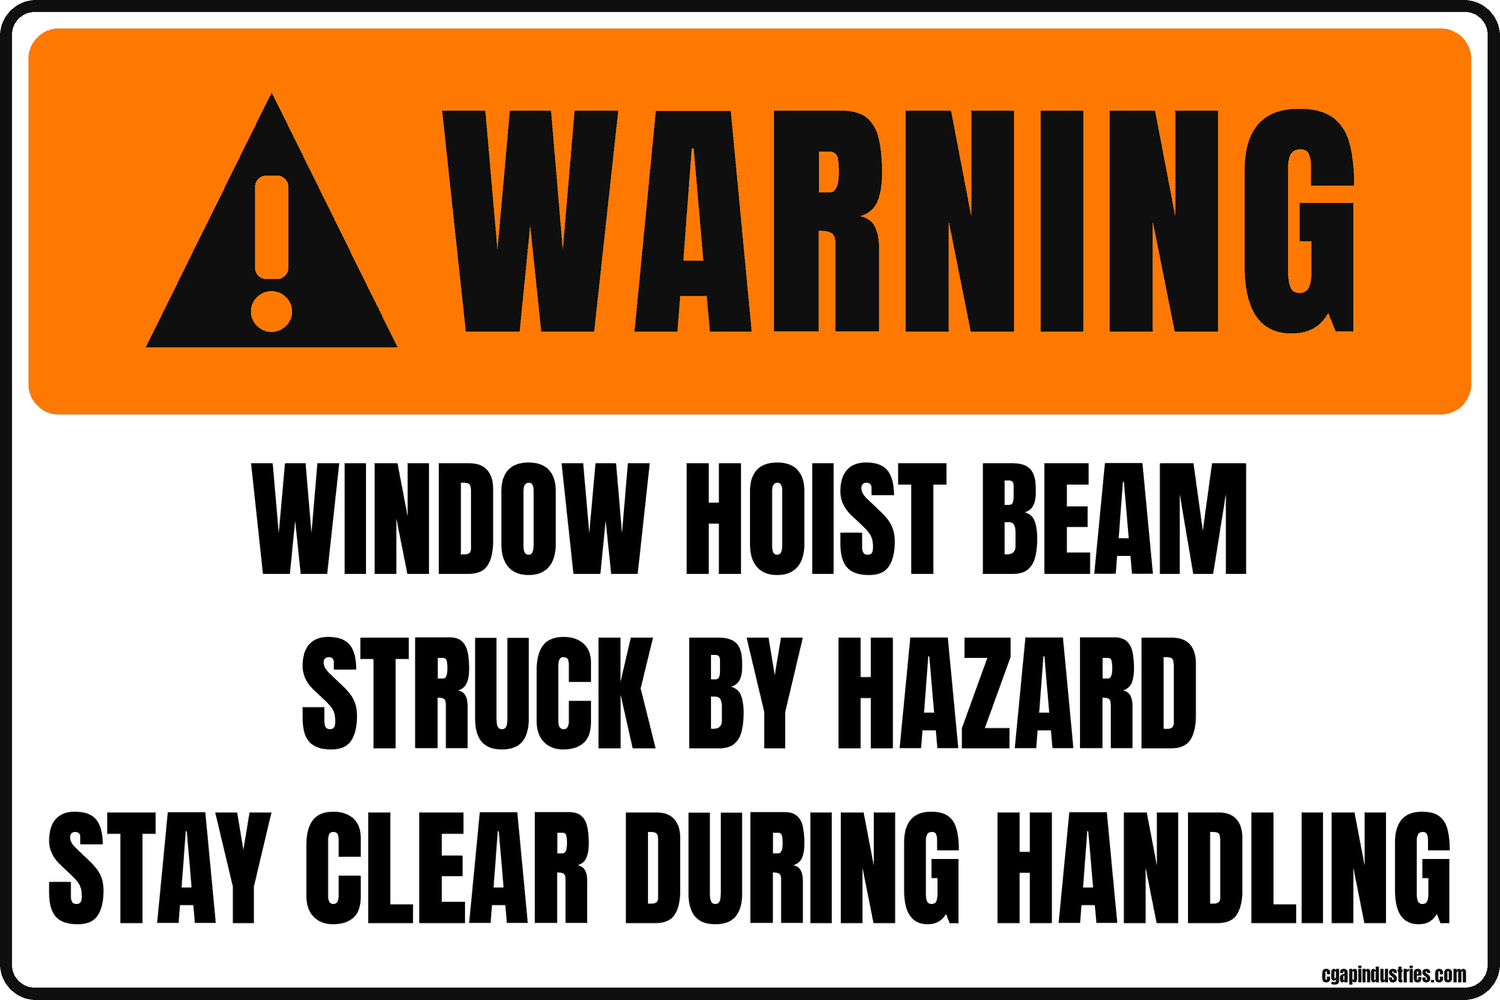 WARNING
WINDOW HOIST BEAM
STRUCK BY HAZARD
STAY CLEAR DURING HANDLING
cgapindustries.com